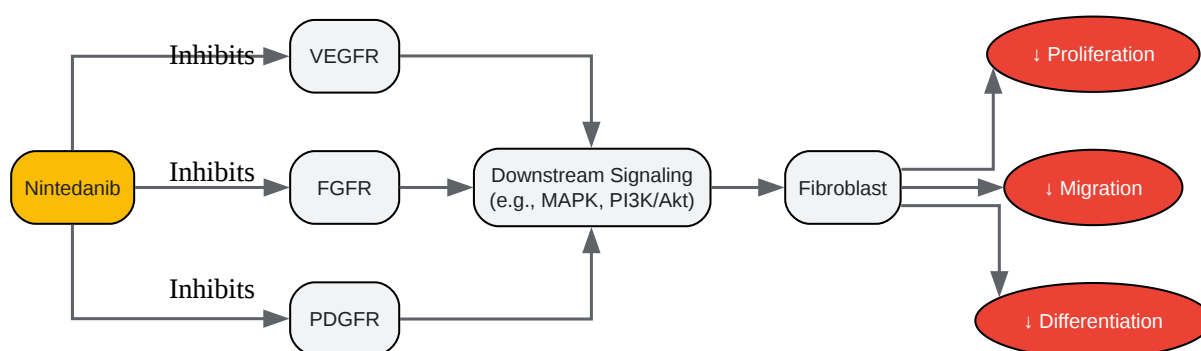 Inhibits
VEGFR
↓ Proliferation
Nintedanib
Inhibits
FGFR
Downstream Signaling
(e.g., MAPK, PI3K/Akt)
Fibroblast
↓ Migration
Inhibits
PDGFR
↓ Differentiation